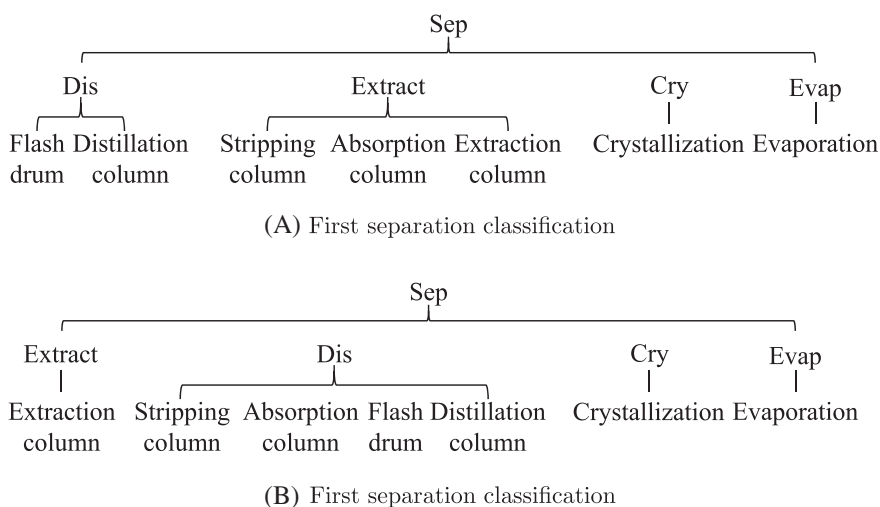 Sep
Dis Extract Cry Evap
Flash Distillation Stripping Absorption Extraction Crystallization Evaporation
drum column column column column
(A) First separation classification
Sep
Extract Dis Cry Evap
Extraction Stripping Absorption Flash Distillation Crystallization Evaporation
column column column drum column
(B) First separation classification